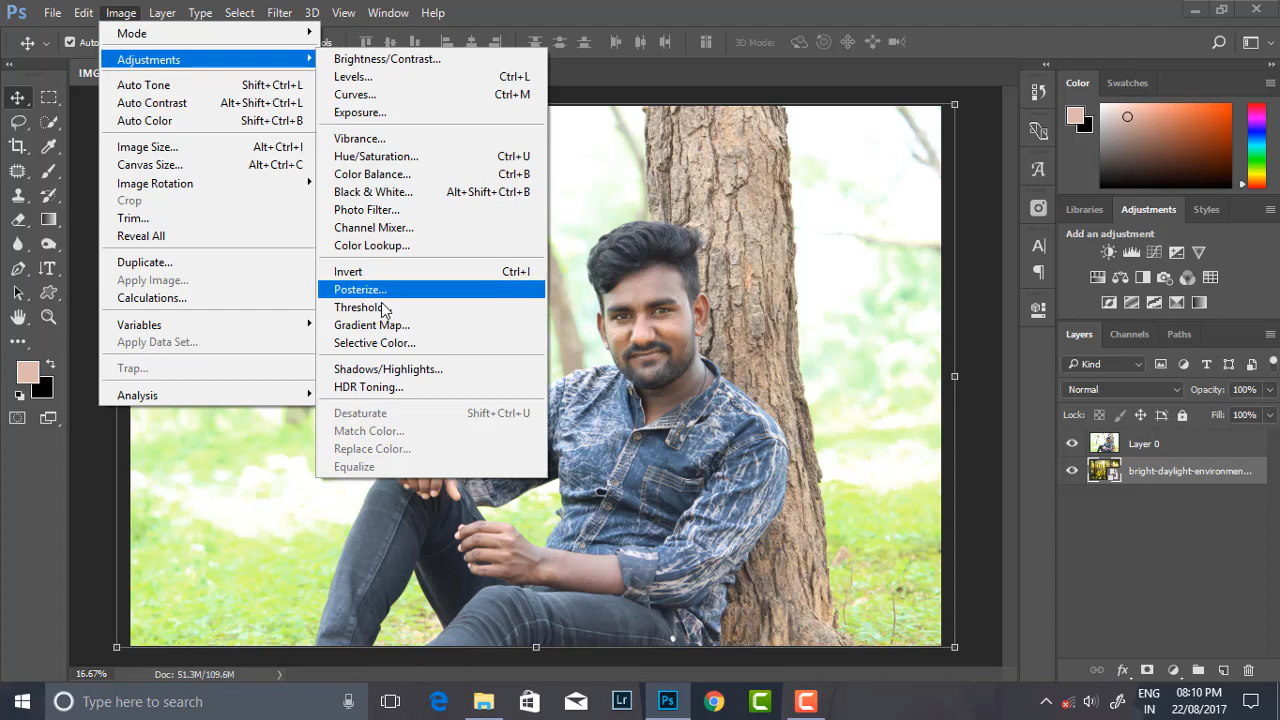 Ps File Edit Image Layer Type Select Filter 3D View Window Help
Auto
ols
3D Mode:
IMG
Mode
Adjustments
Auto Tone Shift+Ctrl+L
Auto Contrast Alt+Shift+Ctrl+L
Auto Color Shift+Ctrl+B
Image Size... Alt+Ctrl+I
Canvas Size... Alt+Ctrl+C
Image Rotation
Crop
Trim...
Reveal All
Duplicate...
Apply Image...
Calculations...
Variables
Apply Data Set...
Trap...
Analysis
Brightness/Contrast...
Levels... Ctrl+L
Curves... Ctrl+M
Exposure...
Vibrance...
Hue/Saturation... Ctrl+U
Color Balance... Ctrl+B
Black & White... Alt+Shift+Ctrl+B
Photo Filter...
Channel Mixer...
Color Lookup...
Invert Ctrl+I
Posterize...
Threshold...
Gradient Map...
Selective Color...
Shadows/Highlights...
HDR Toning...
Desaturate Shift+Ctrl+U
Match Color...
Replace Color...
Equalize
Color Swatches
Libraries Adjustments Styles
Add an adjustment
Layers Channels Paths
Kind
Normal Opacity: 100%
Lock: Fill: 100%
Layer 0
bright-daylight-environmen...
16.67% Doc: 51.3M/109.6M
Type here to search
Lr Ps
ENG 08:10 PM
IN 22/08/2017